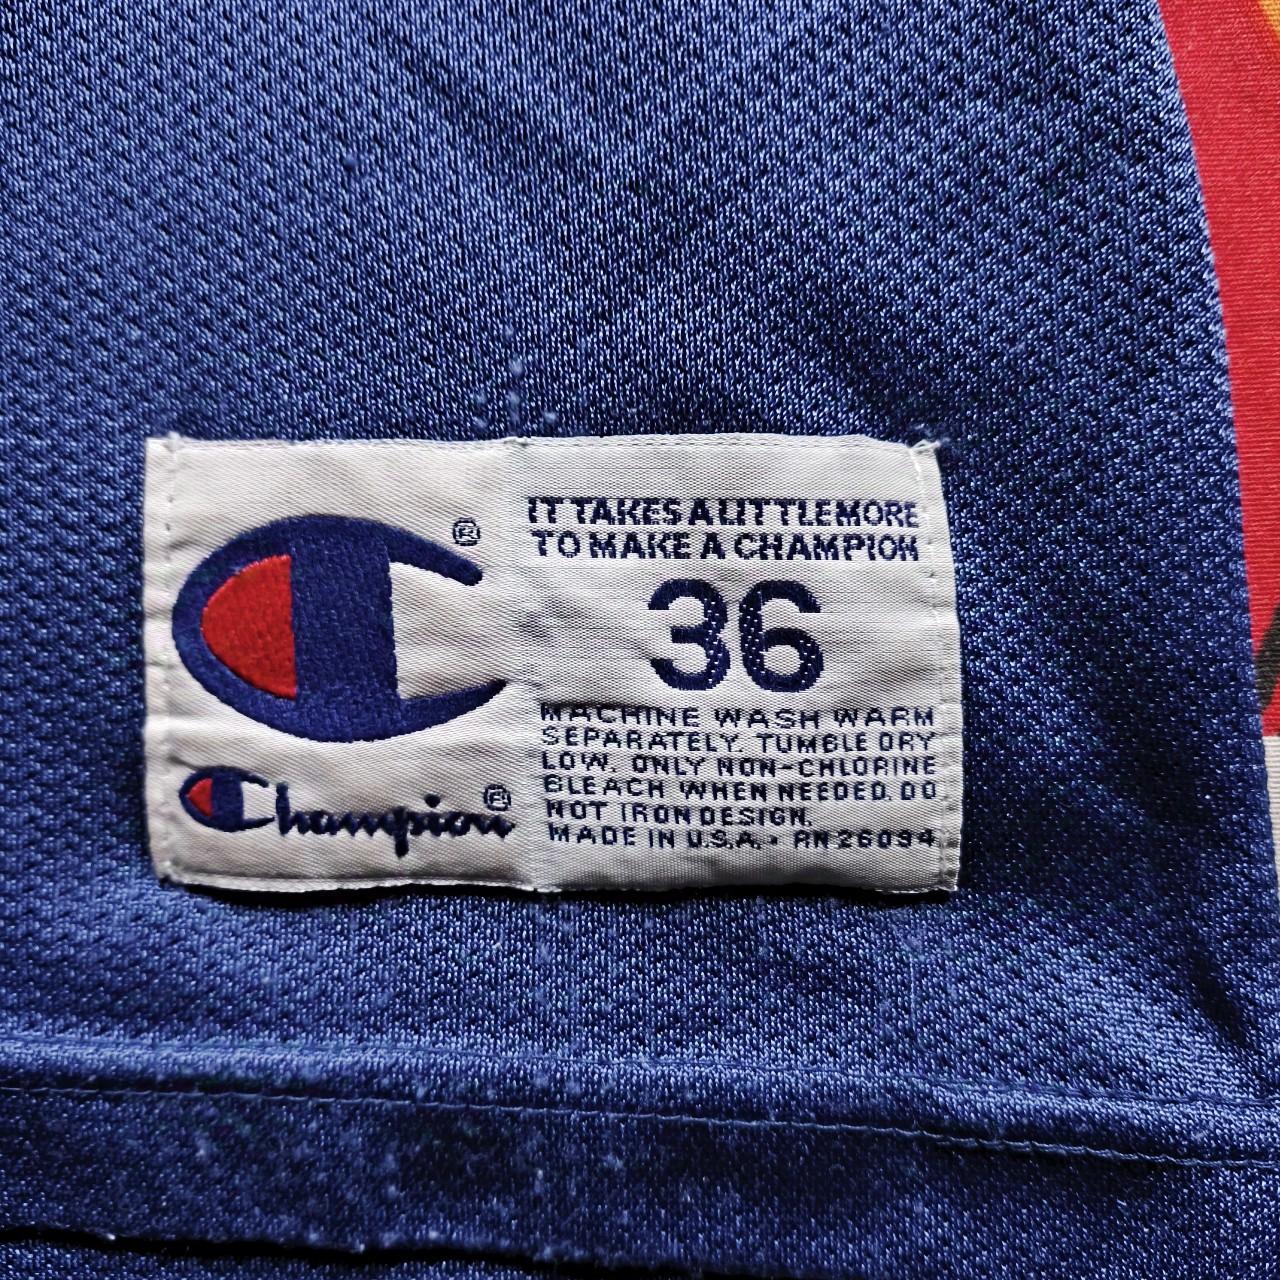 ®
Champion®
IT TAKES A LITTLE MORE
TO MAKE A CHAMPION
36
MACHINE WASH WARM
SEPARATELY. TUMBLE DRY
LOW. ONLY NON-CHLORINE
BLEACH WHEN NEEDED. DO
NOT IRON DESIGN.
MADE IN U.S.A. • RN 26094